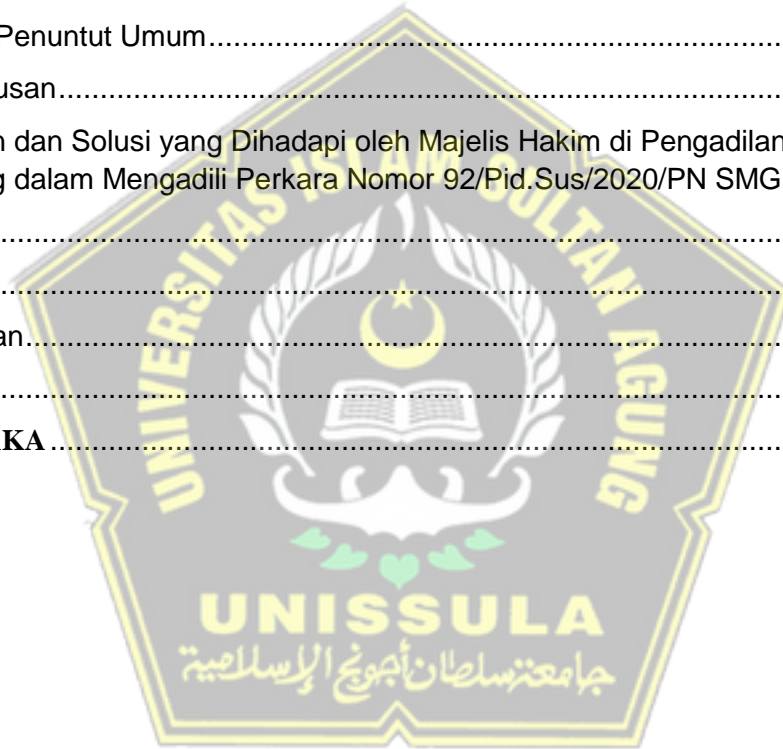 Penuntut Umum........................................................................
usan........................................................................
n dan Solusi yang Dihadapi oleh Majelis Hakim di Pengadilan
g dalam Mengadili Perkara Nomor 92/Pid.Sus/2020/PN SMG
........................................................................
........................................................................
an........................................................................
........................................................................
KA........................................................................
UNIVERSITAS ISLAM SULTAN AGUNG
UNISSULA
جامعة سلطان أجونج الإسلامية